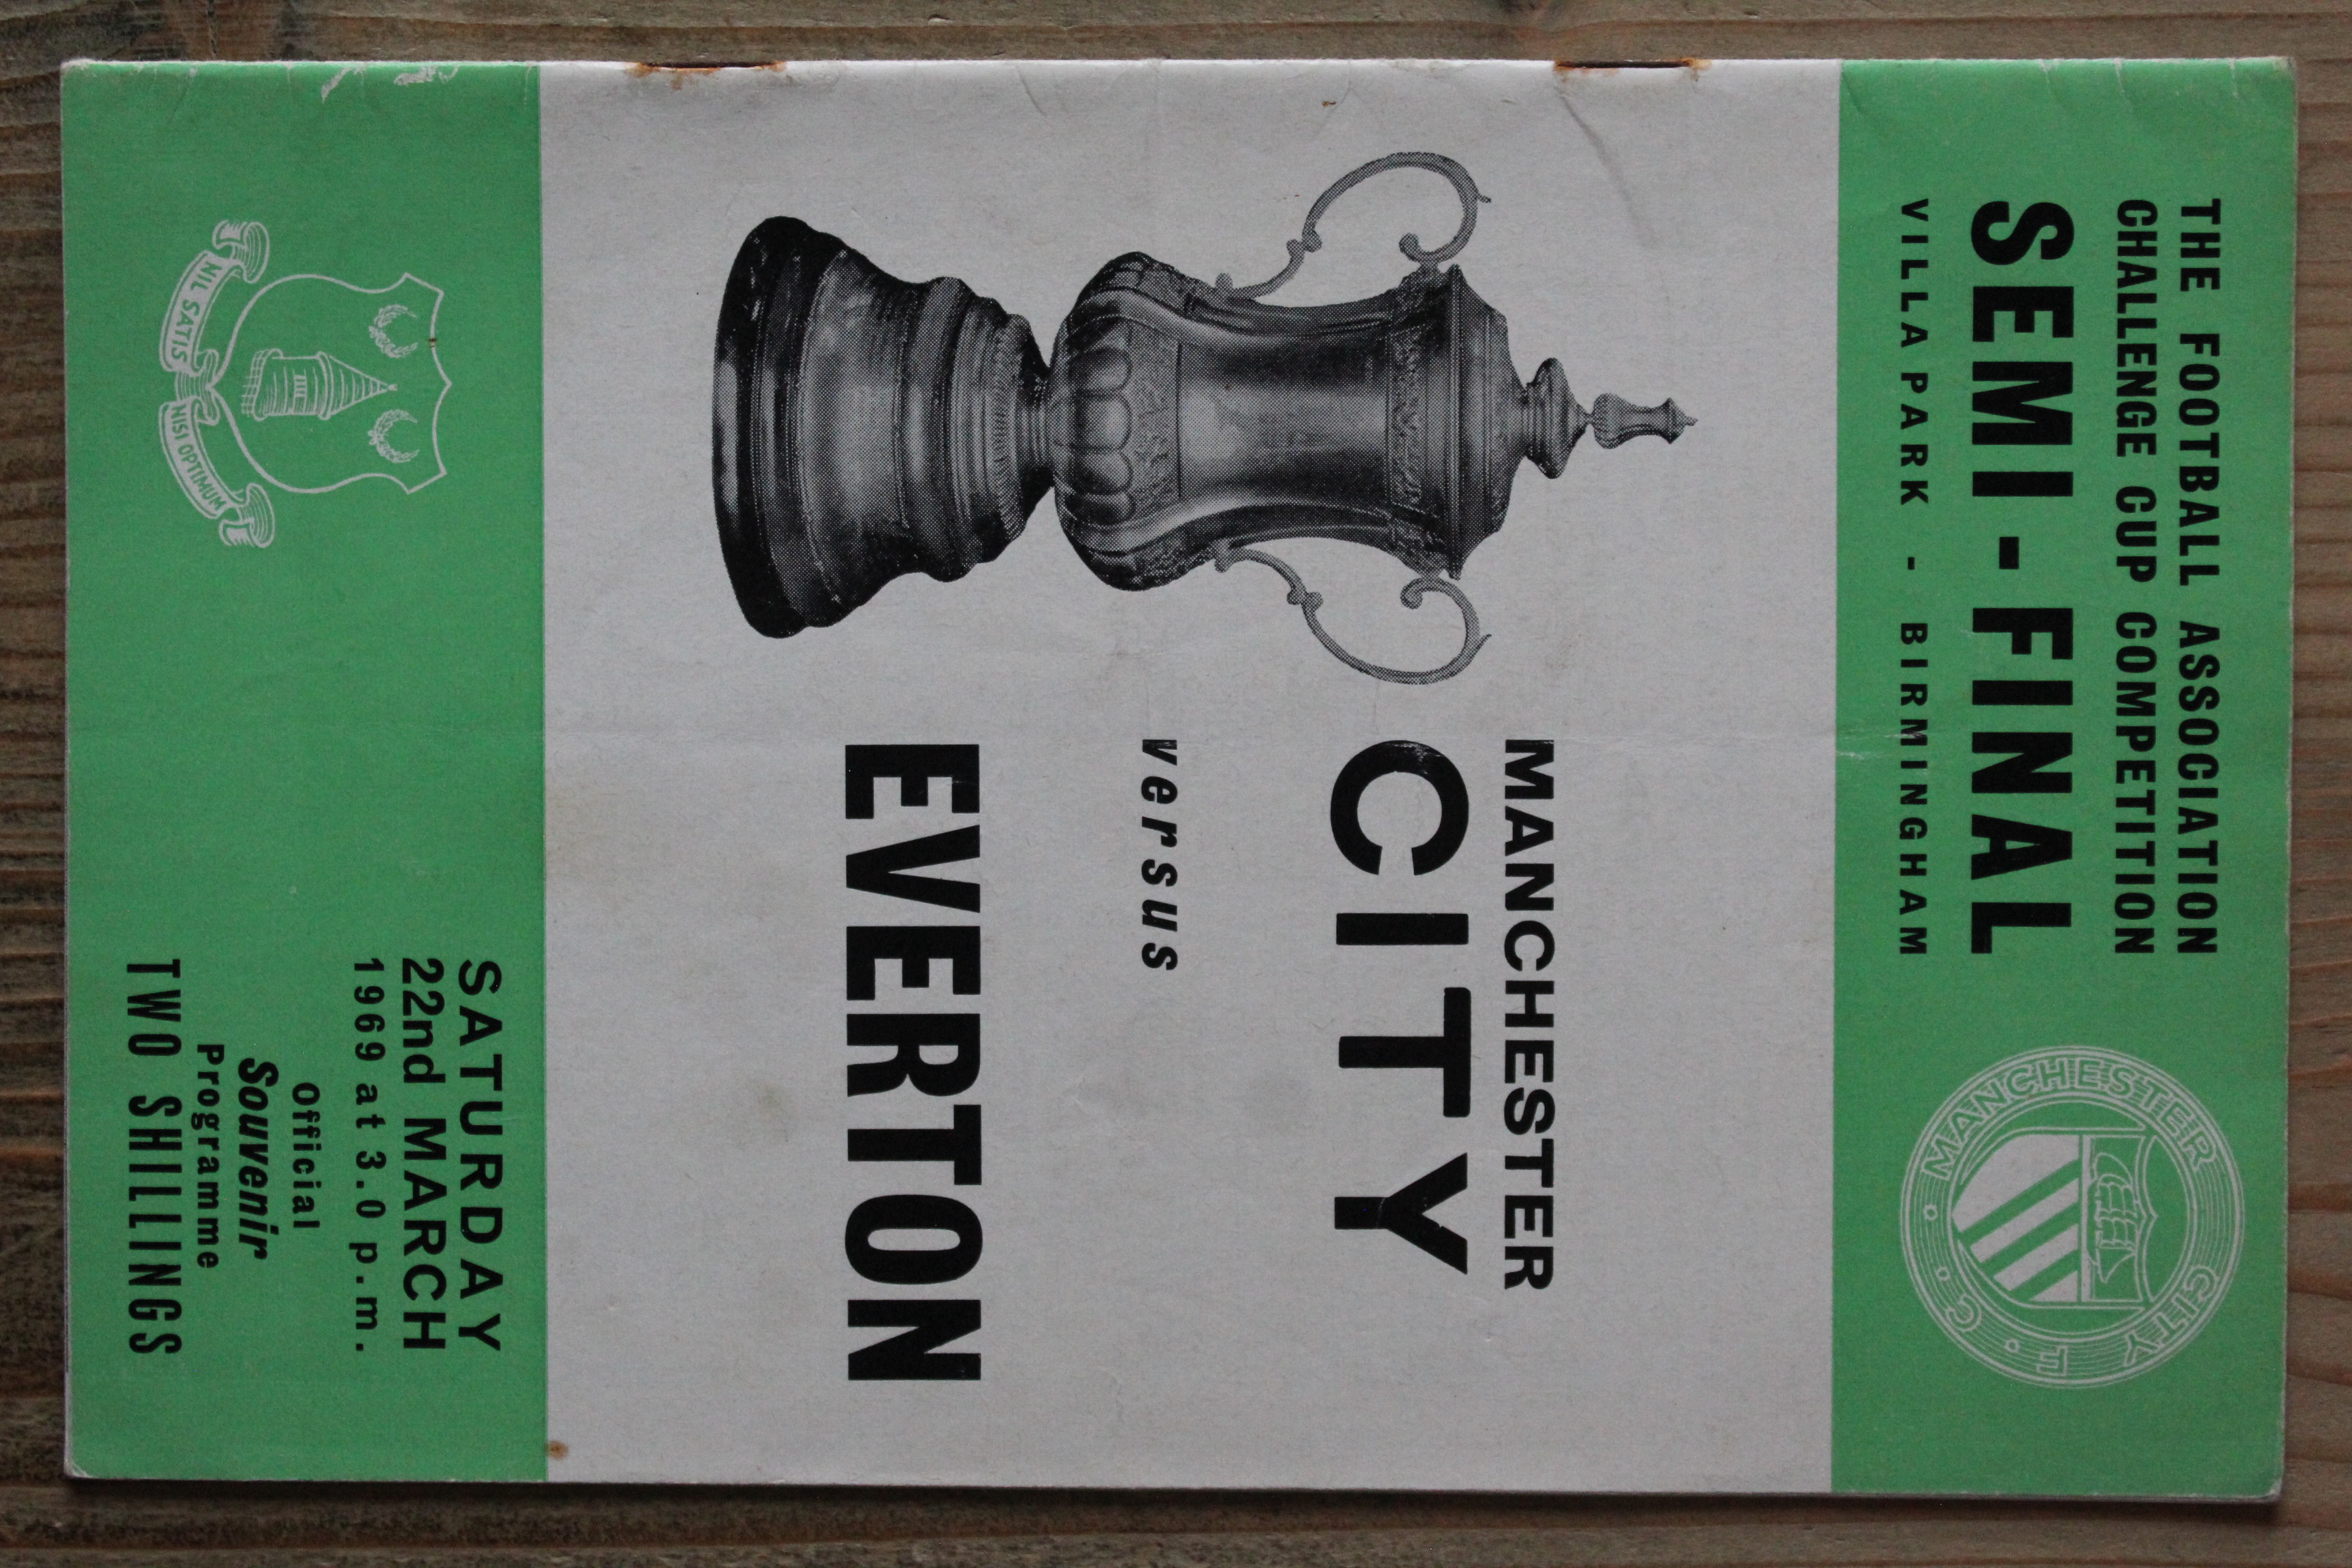 THE FOOTBALL ASSOCIATION
CHALLENGE CUP COMPETITION
SEMI-FINAL
VILLA PARK - BIRMINGHAM
MANCHESTER CITY F. C.
MANCHESTER
CITY
versus
EVERTON
NIL SATIS NISI OPTIMUM
SATURDAY
22nd MARCH
1969 at 3.0 p.m.
Official
Souvenir
Programme
TWO SHILLINGS